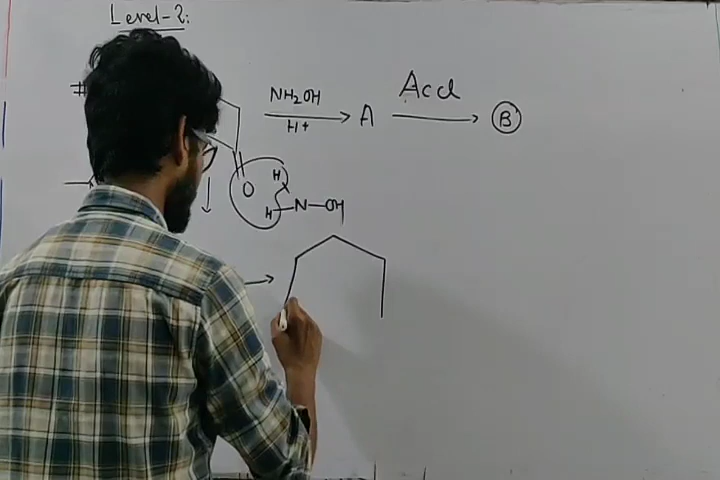 Level-2:
# NH2OH A Accl B
H+
O H
H N-OH